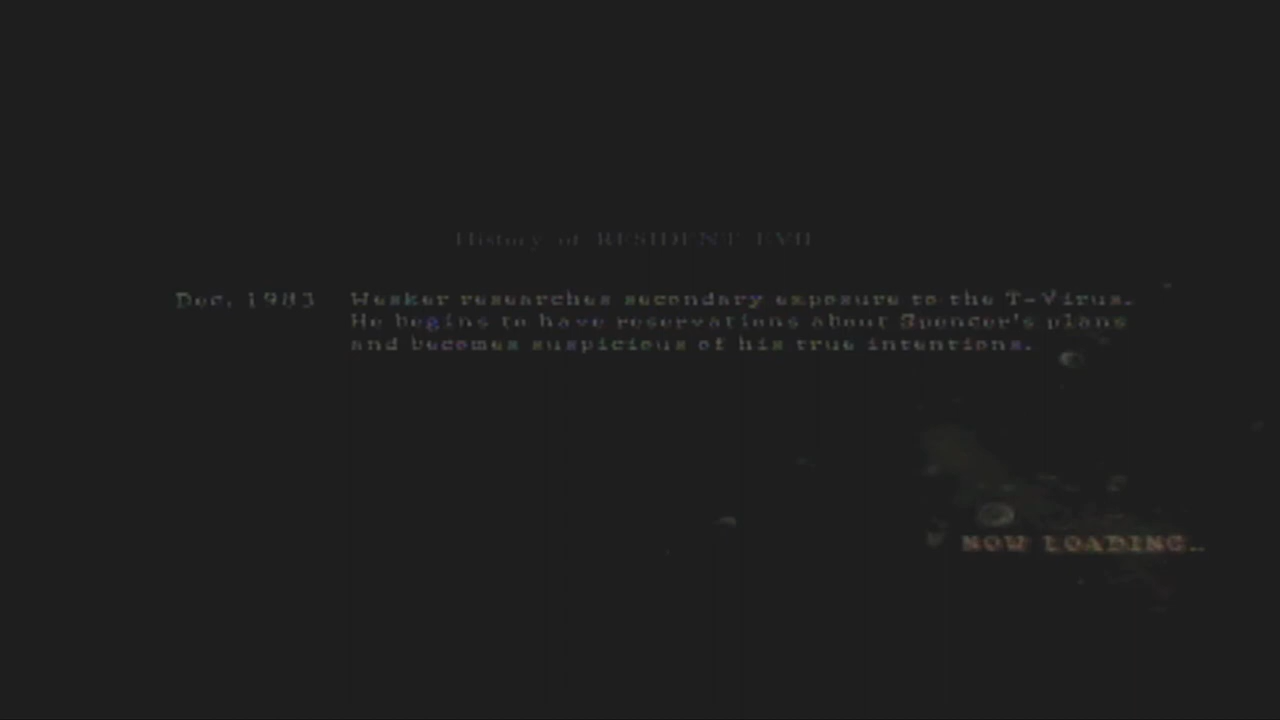 History of RESIDENT EVIL
Dec. 1983 Wesker researches secondary exposure to the T-Virus.
He begins to have reservations about Spencer's plans
and becomes suspicious of his true intentions.
NOW LOADING..